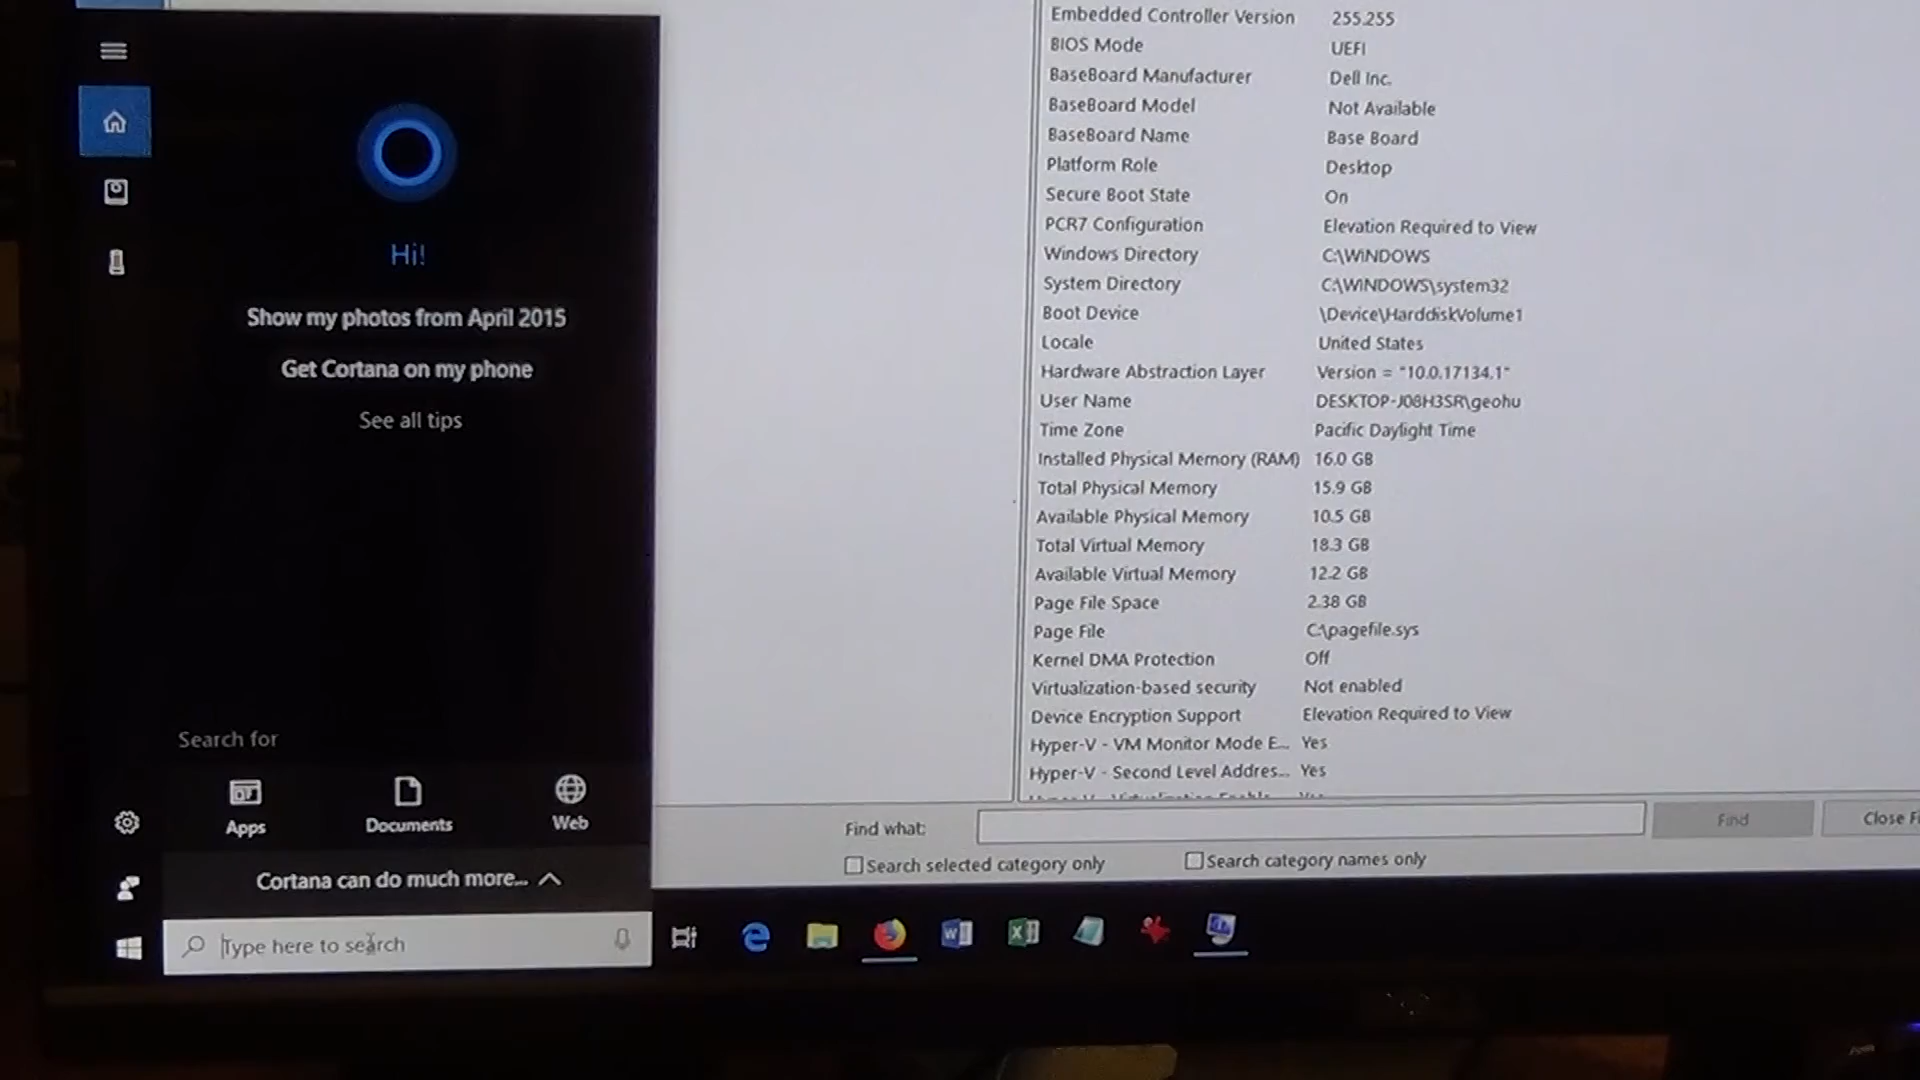 Hi!
Show my photos from April 2015
Get Cortana on my phone
See all tips
Search for
Apps
Documents
Web
Cortana can do much more...
Type here to search
Embedded Controller Version 255.255
BIOS Mode UEFI
BaseBoard Manufacturer Dell Inc.
BaseBoard Model Not Available
BaseBoard Name Base Board
Platform Role Desktop
Secure Boot State On
PCR7 Configuration Elevation Required to View
Windows Directory C:\WINDOWS
System Directory C:\WINDOWS\system32
Boot Device \Device\HarddiskVolume1
Locale United States
Hardware Abstraction Layer Version = "10.0.17134.1"
User Name DESKTOP-J08H3SR\geohu
Time Zone Pacific Daylight Time
Installed Physical Memory (RAM) 16.0 GB
Total Physical Memory 15.9 GB
Available Physical Memory 10.5 GB
Total Virtual Memory 18.3 GB
Available Virtual Memory 12.2 GB
Page File Space 2.38 GB
Page File C:\pagefile.sys
Kernel DMA Protection Off
Virtualization-based security Not enabled
Device Encryption Support Elevation Required to View
Hyper-V - VM Monitor Mode E... Yes
Hyper-V - Second Level Addres... Yes
Find what:
Find
Close Fi
Search selected category only
Search category names only